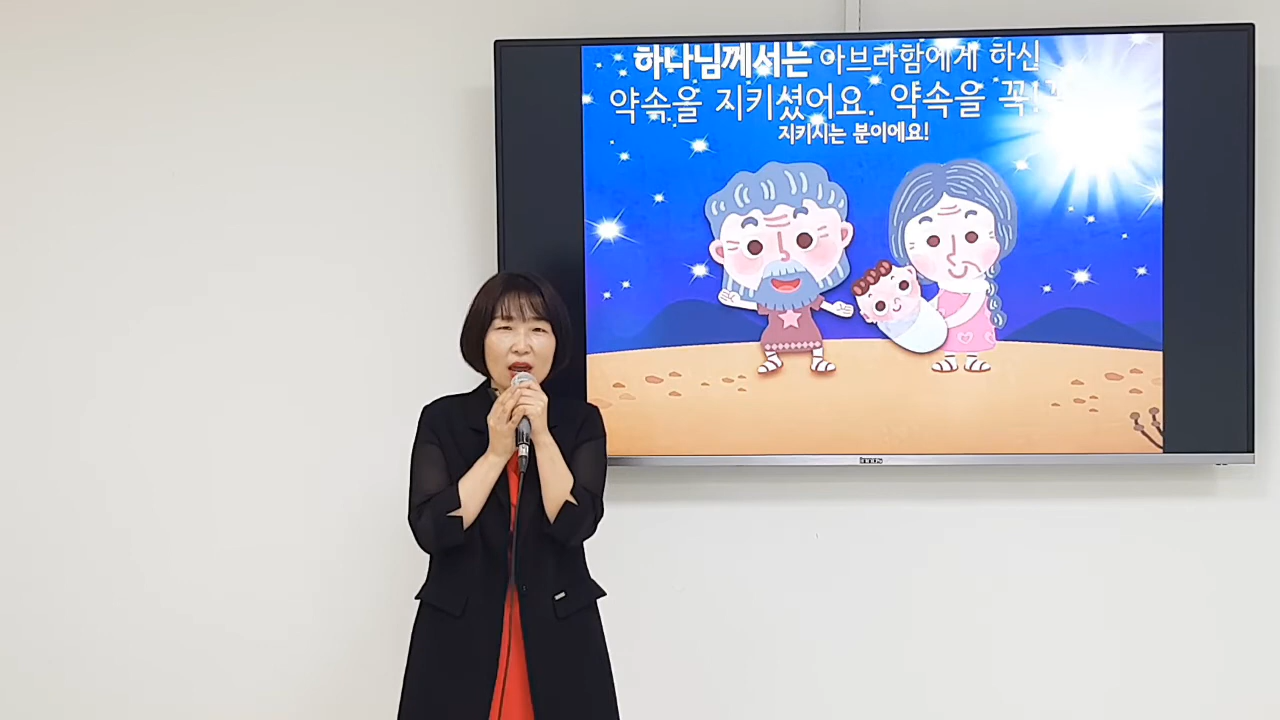 하나님께서는 아브라함에게 하신
약속을 지키셨어요. 약속을 꼭!
지키시는 분이에요!